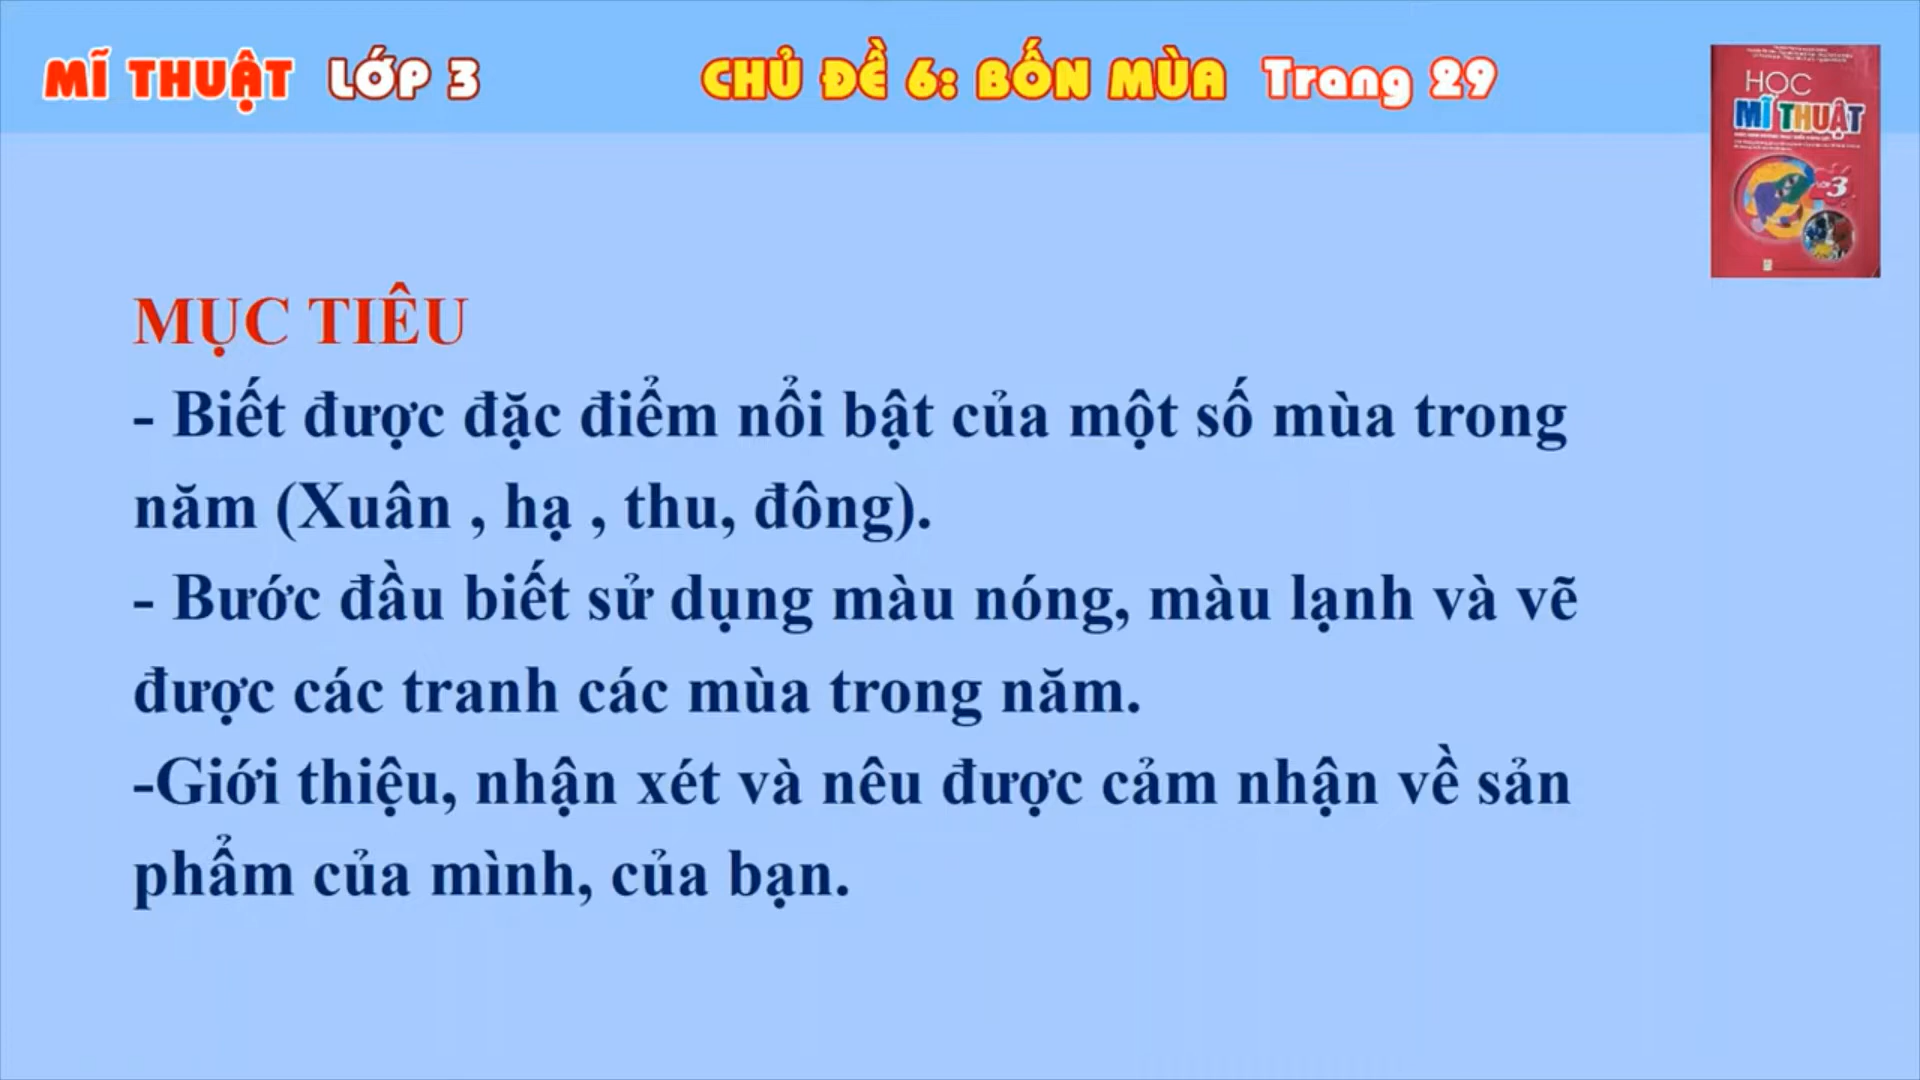 MĨ THUẬT LỚP 3 CHỦ ĐỀ 6: BỐN MÙA Trang 29
HỌC
MĨ THUẬT
LỚP 3
MỤC TIÊU
- Biết được đặc điểm nổi bật của một số mùa trong
năm (Xuân , hạ , thu, đông).
- Bước đầu biết sử dụng màu nóng, màu lạnh và vẽ
được các tranh các mùa trong năm.
-Giới thiệu, nhận xét và nêu được cảm nhận về sản
phẩm của mình, của bạn.